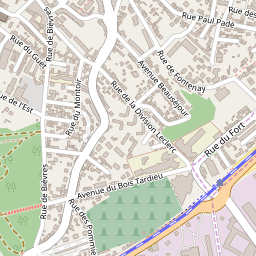 Rue de Bièvres
Rue Paul Padé
Rue du Guet
Avenue Beauséjour
Rue de Fontenay
Rue du Montoir
Rue de la Division Leclerc
Rue de l'Est
Rue du Fort
Rue de Bièvres
Avenue du Bois Tardieu
Rue des Pomme